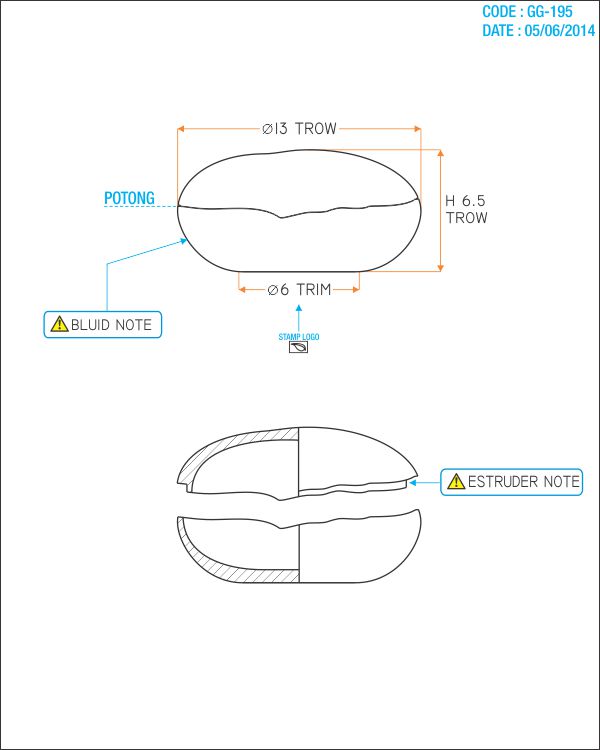 CODE : GG-195
DATE : 05/06/2014
Ø13 TROW
POTONG
H 6.5
TROW
Ø6 TRIM
BLUID NOTE
STAMP LOGO
ESTRUDER NOTE